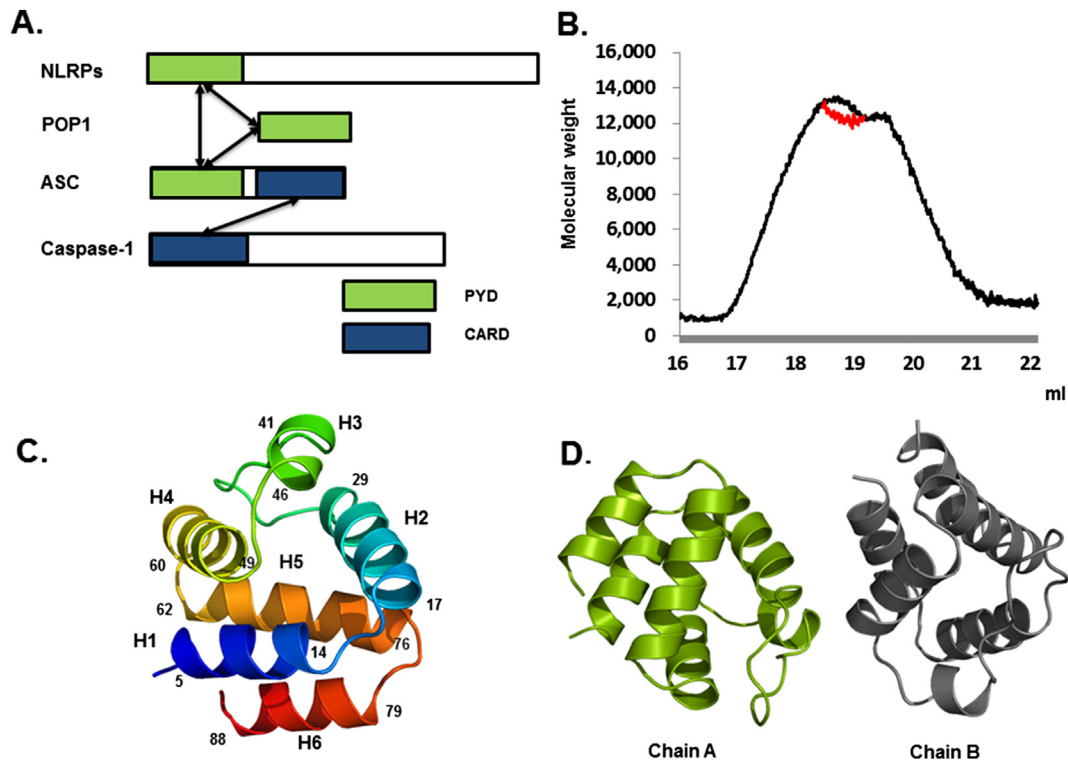 A.
NLRPs
POP1
ASC
Caspase-1
PYD
CARD
B.
Molecular weight
16,000
14,000
12,000
10,000
8,000
6,000
4,000
2,000
0
16 17 18 19 20 21 22
ml
C.
41 H3
46 29
H4 H2
49 H5
60
62 17
H1 14 76
5
79
88 H6
D.
Chain A Chain B